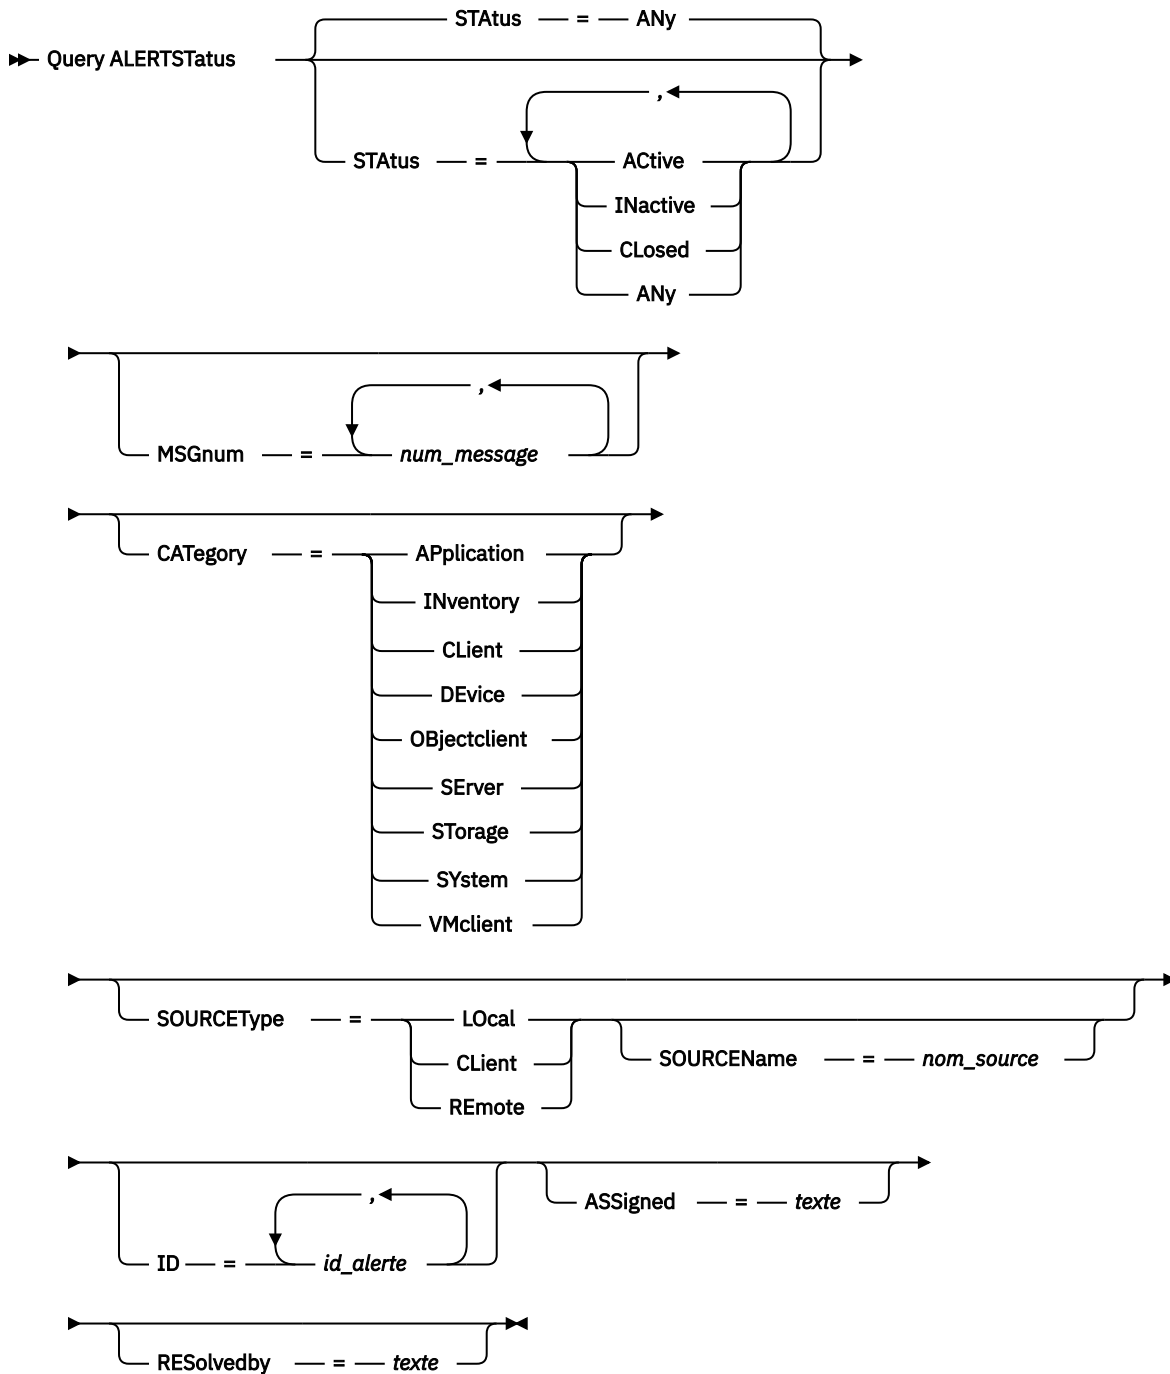 STAtus = ANy
Query ALERTSTatus
,
STAtus = ACtive
INactive
CLosed
ANy
,
MSGnum = num_message
CATegory = APplication
INventory
CLient
DEvice
OBjectclient
SErver
STorage
SYstem
VMclient
SOURCEType = LOcal
SOURCEName = nom_source
CLient
REmote
,
ASSigned = texte
ID = id_alerte
RESolvedby = texte